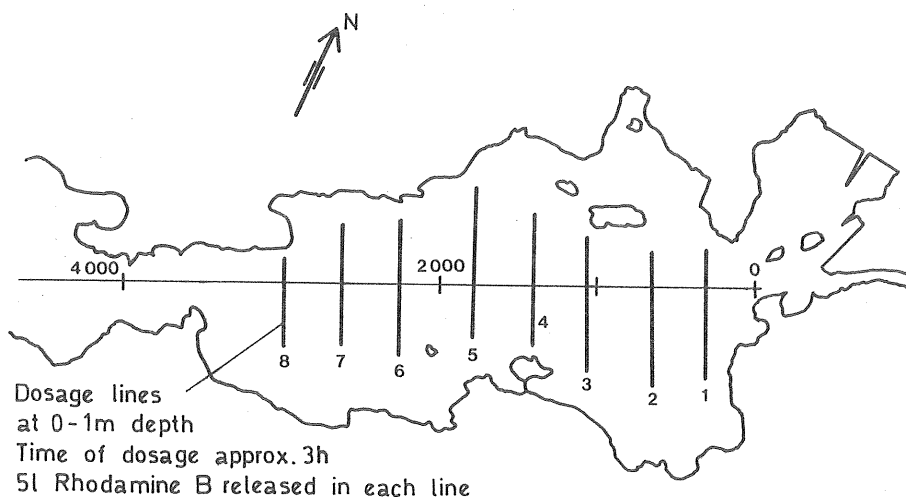 N
4000
2000
0
8
7
6
5
4
3
2
1
Dosage lines
at 0-1m depth
Time of dosage approx. 3h
5l Rhodamine B released in each line